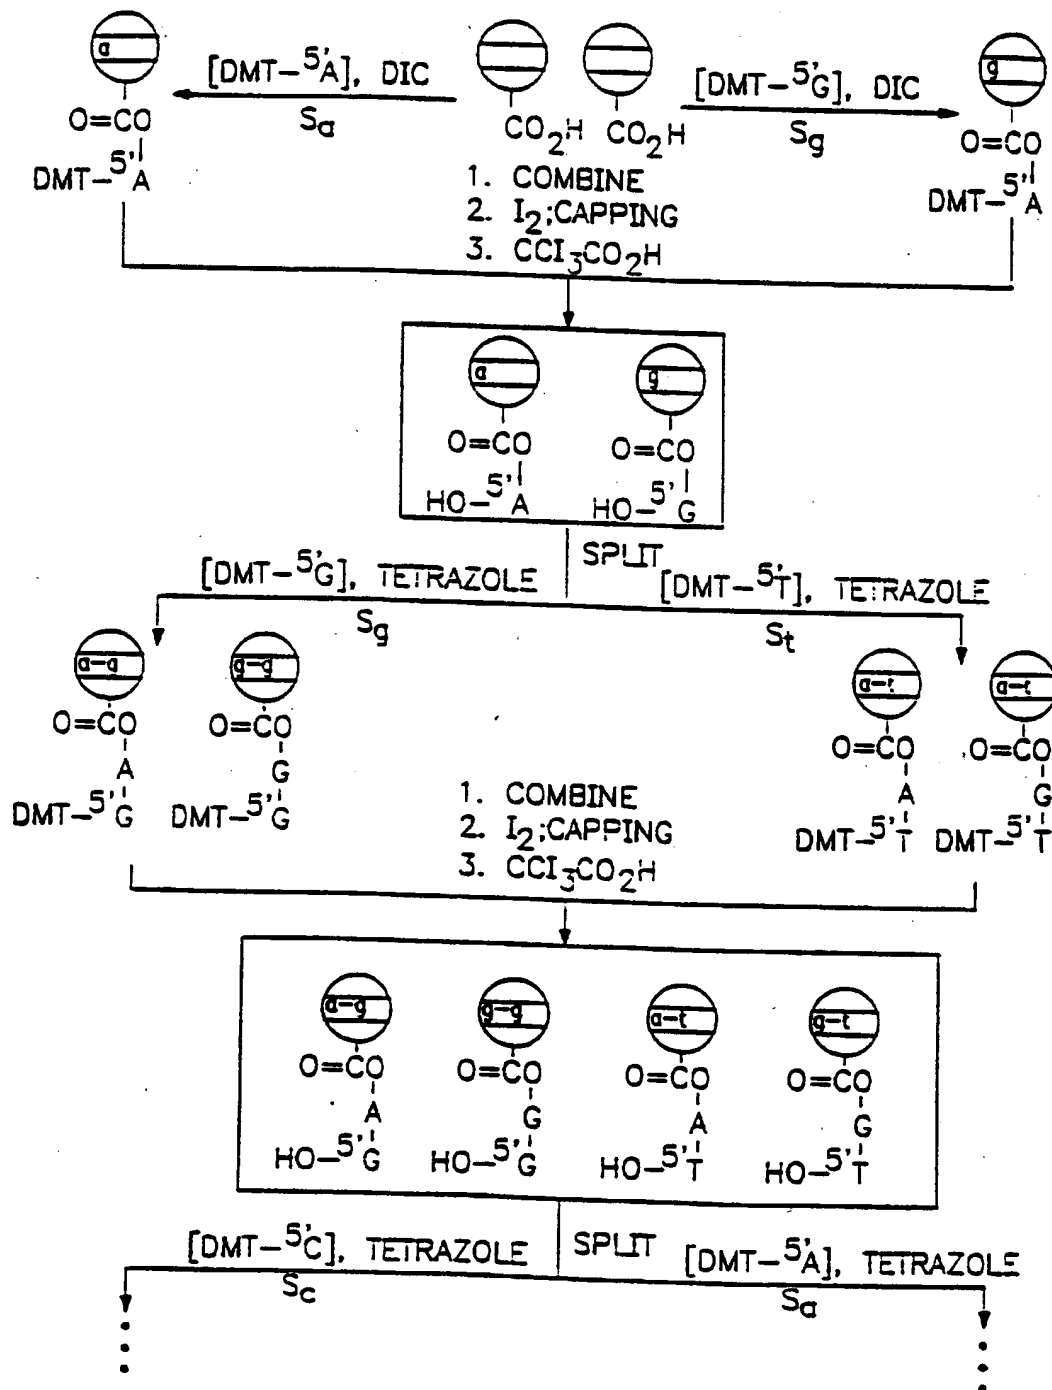 a
[DMT-5'A], DIC
Sa
O=CO
DMT-5'A
CO2H
CO2H
[DMT-5'G], DIC
Sg
g
O=CO
DMT-5'A
1. COMBINE
2. I2;CAPPING
3. CCl3CO2H
a
O=CO
HO-5'A
g
O=CO
HO-5'G
SPLIT
[DMT-5'G], TETRAZOLE
Sg
[DMT-5'T], TETRAZOLE
St
a-g
O=CO
A
DMT-5'G
g-g
O=CO
G
DMT-5'G
a-t
O=CO
A
DMT-5'T
a-t
O=CO
G
DMT-5'T
1. COMBINE
2. I2;CAPPING
3. CCl3CO2H
a-g
O=CO
A
HO-5'G
g-g
O=CO
G
HO-5'G
a-t
O=CO
A
HO-5'T
g-t
O=CO
G
HO-5'T
SPLIT
[DMT-5'C], TETRAZOLE
Sc
[DMT-5'A], TETRAZOLE
Sa